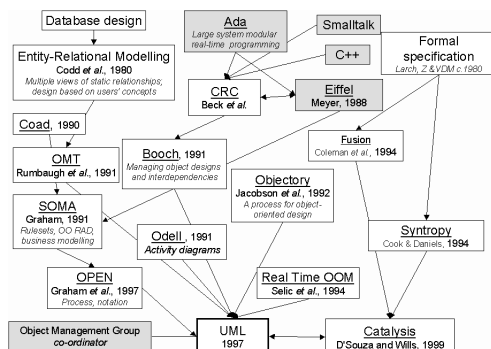 Database design
Ada
Large system modular
real-time programming
Smalltalk
C++
Formal
specification
Larch, Z &VDM c.1980
Entity-Relational Modelling
Codd et al., 1980
Multiple views of static relationships,
design based on users' concepts
CRC
Beck et al.
Eiffel
Meyer, 1988
Coad, 1990
OMT
Rumbaugh et al., 1991
Booch, 1991
Managing object designs
and interdependencies
Fusion
Coleman et al., 1994
Objectory
Jacobson et al., 1992
A process for object-
oriented design
SOMA
Graham, 1991
Rulesets, OO RAD,
business modelling
Odell, 1991
Activity diagrams
Syntropy
Cook & Daniels, 1994
OPEN
Graham et al., 1997
Process, notation
Real Time OOM
Selic et al., 1994
Object Management Group
co-ordinator
UML
1997
Catalysis
D'Souza and Wills, 1999